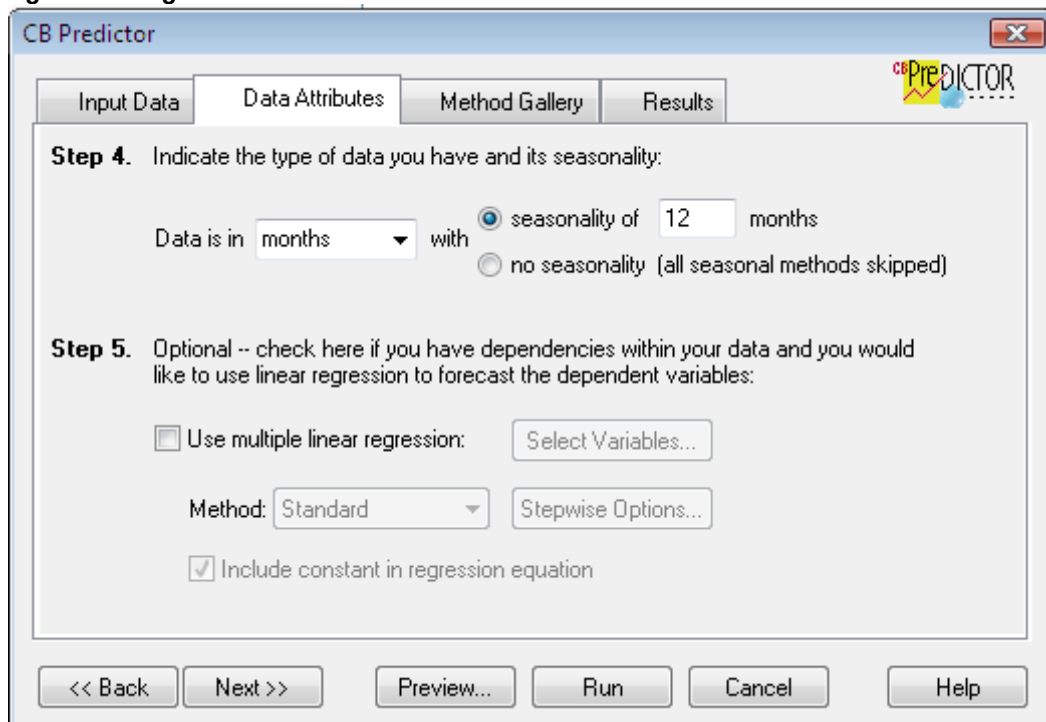 CB Predictor
CB PreDICTOR
Input Data Data Attributes Method Gallery Results
Step 4. Indicate the type of data you have and its seasonality:
Data is in months with seasonality of 12 months
no seasonality (all seasonal methods skipped)
Step 5. Optional -- check here if you have dependencies within your data and you would
like to use linear regression to forecast the dependent variables:
Use multiple linear regression: Select Variables...
Method: Standard Stepwise Options...
Include constant in regression equation
<< Back Next >> Preview... Run Cancel Help